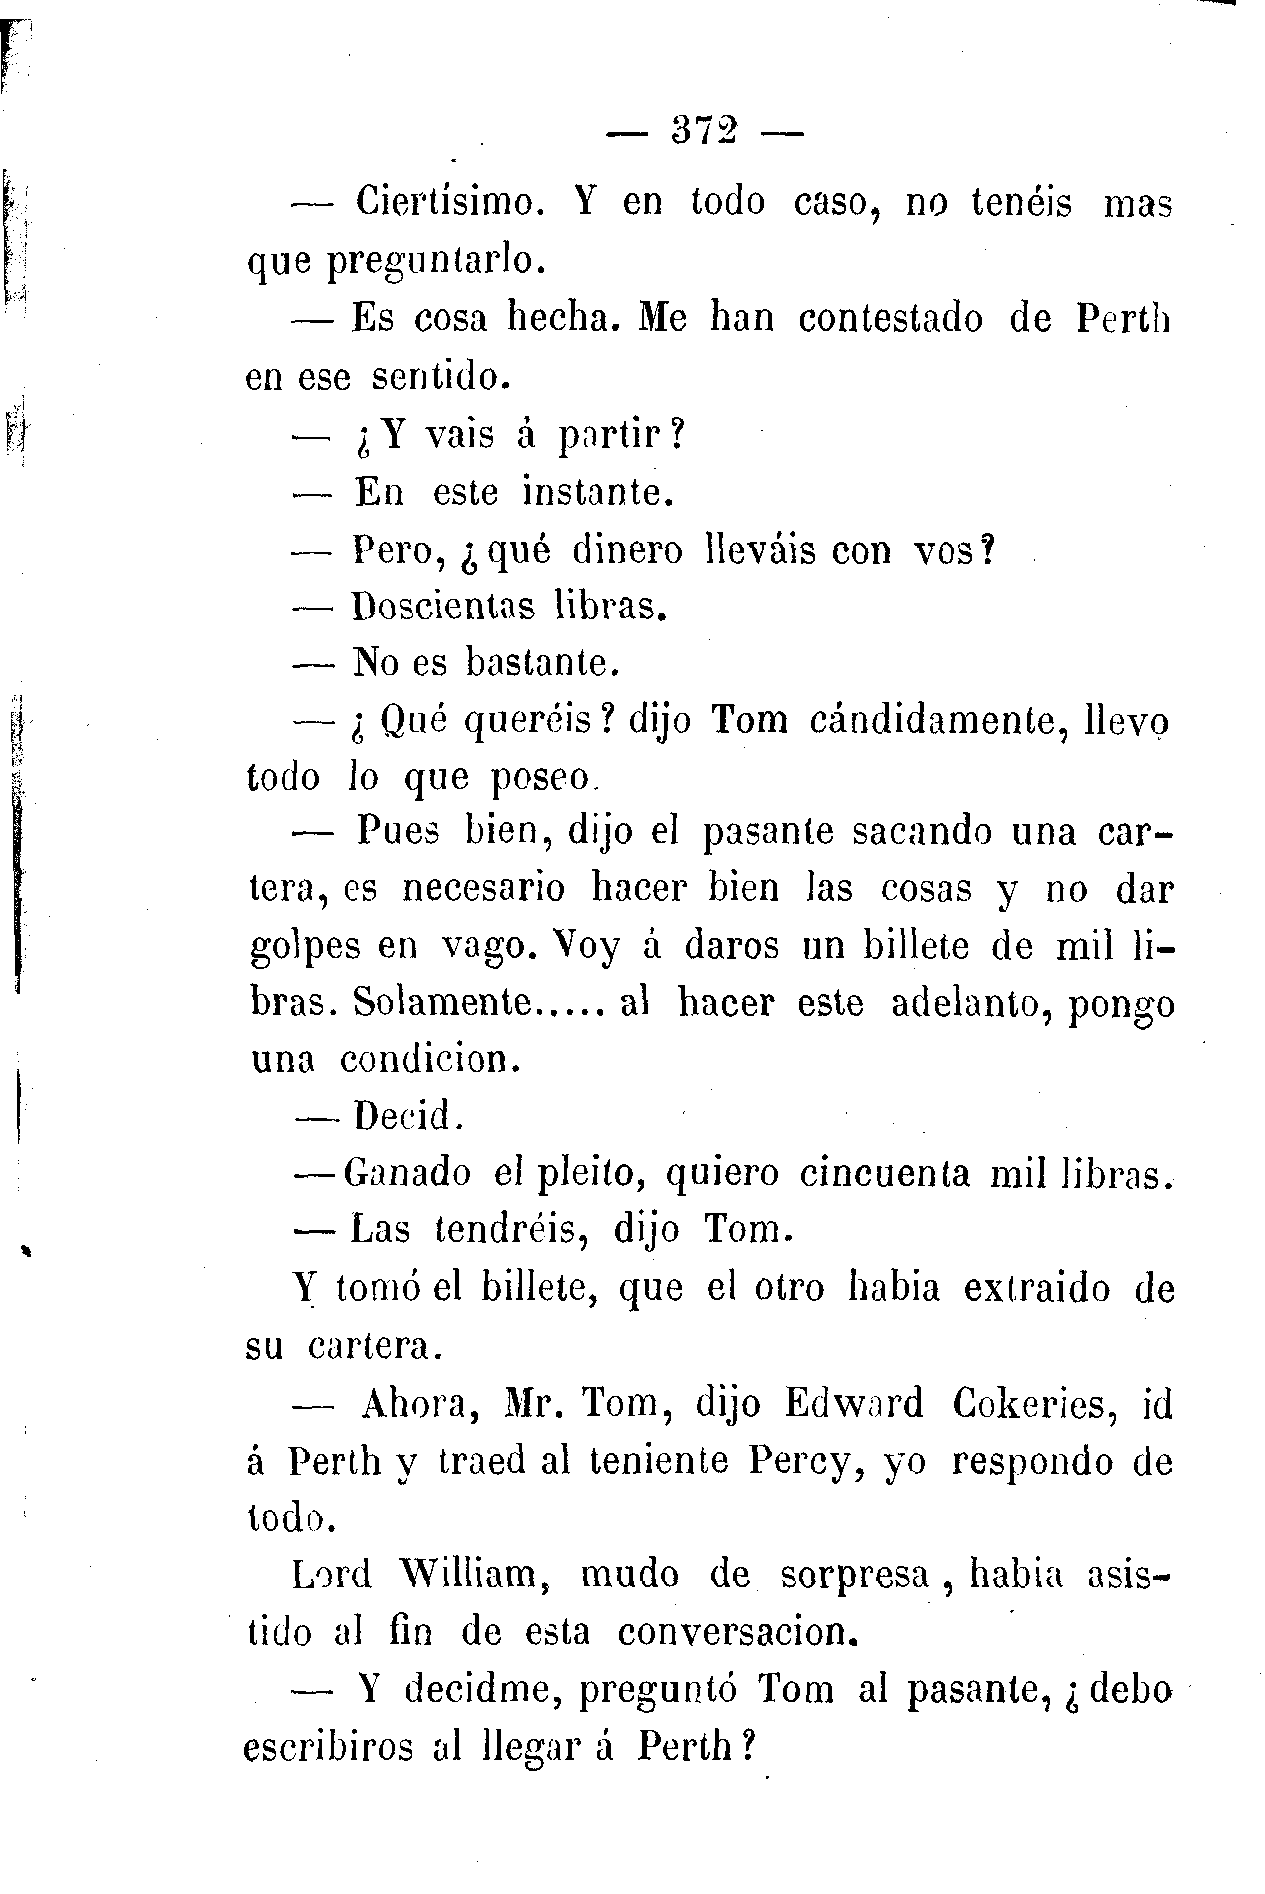 — 372 —
— Ciertísimo. Y en todo caso, no tenéis mas
que preguntarlo.
— Es cosa hecha. Me han contestado de Perth
en ese sentido.
— ¿Y vais á partir?
— En este instante.
— Pero, ¿qué dinero lleváis con vos?
— Doscientas libras.
— No es bastante.
— ¿Qué queréis? dijo Tom cándidamente, llevo
todo lo que poseo.
— Pues bien, dijo el pasante sacando una car-
tera, es necesario hacer bien las cosas y no dar
golpes en vago. Voy á daros un billete de mil li-
bras. Solamente..... al hacer este adelanto, pongo
una condicion.
— Decid.
— Ganado el pleito, quiero cincuenta mil libras.
— Las tendréis, dijo Tom.
Y tomó el billete, que el otro habia extraido de
su cartera.
— Ahora, Mr. Tom, dijo Edward Cokeries, id
á Perth y traed al teniente Percy, yo respondo de
todo.
Lord William, mudo de sorpresa, habia asis-
tido al fin de esta conversacion.
— Y decidme, preguntó Tom al pasante, ¿debo
escribiros al llegar á Perth?